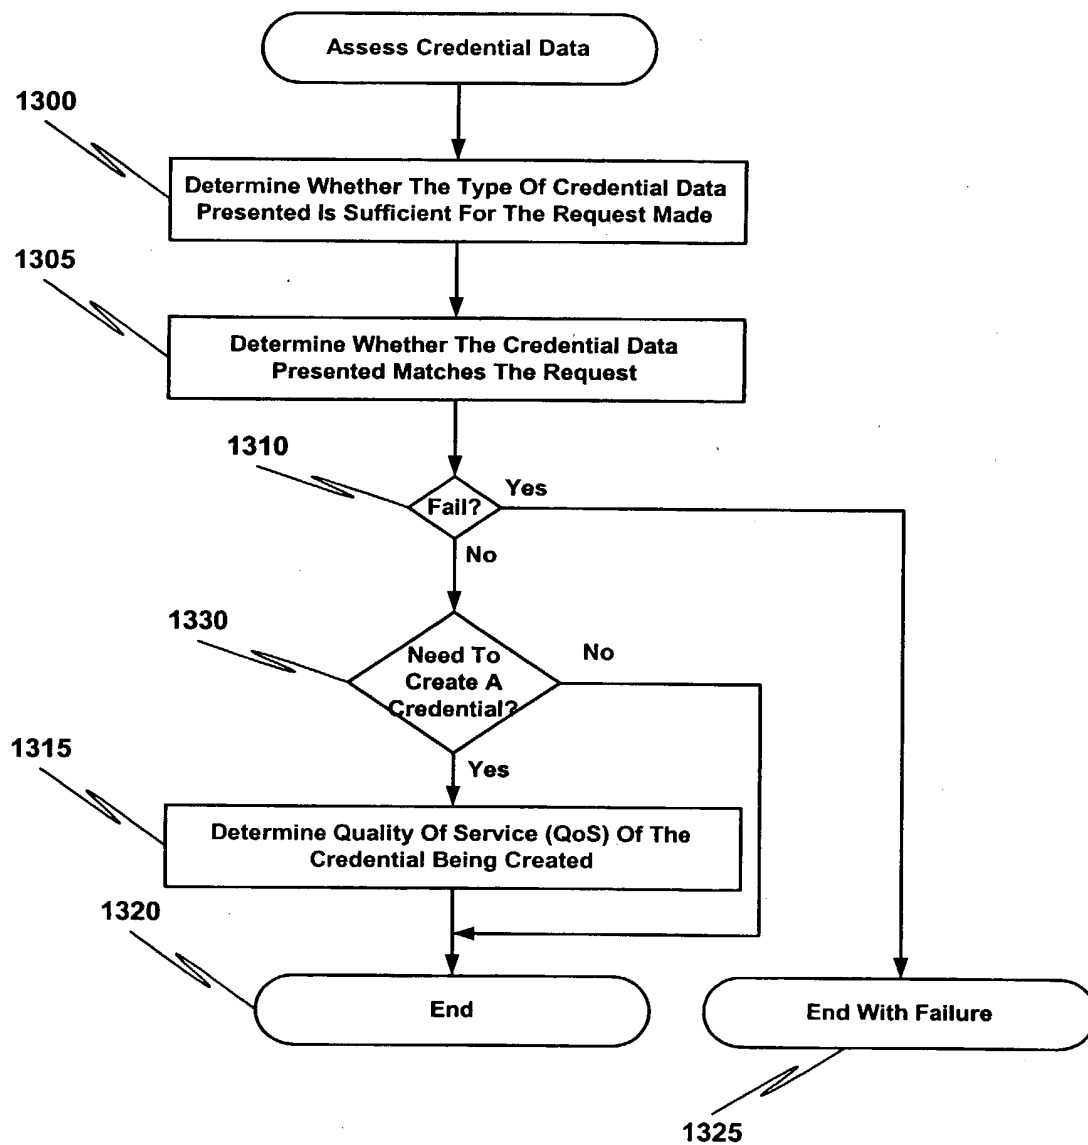 Assess Credential Data
1300
Determine Whether The Type Of Credential Data
Presented Is Sufficient For The Request Made
1305
Determine Whether The Credential Data
Presented Matches The Request
1310
Fail?
Yes
No
1330
Need To
Create A
Credential?
No
1315
Yes
Determine Quality Of Service (QoS) Of The
Credential Being Created
1320
End
End With Failure
1325